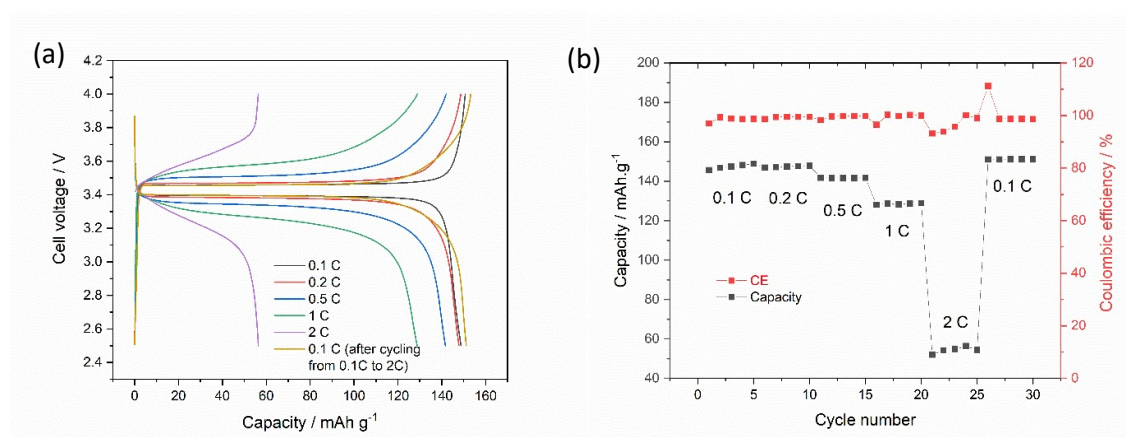 (a)
4.2
4.0
3.8
3.6
3.4
3.2
3.0
2.8
2.6
2.4
Cell voltage / V
0.1 C
0.2 C
0.5 C
1 C
2 C
0.1 C (after cycling
from 0.1C to 2C)
0 20 40 60 80 100 120 140 160
Capacity / mAh g⁻¹
(b)
200
180
160
140
120
100
80
60
40
Capacity / mAh.g⁻¹
0.1 C
0.2 C
0.5 C
1 C
2 C
0.1 C
CE
Capacity
0 5 10 15 20 25 30
Cycle number
120
100
80
60
40
20
0
Coulombic efficiency / %